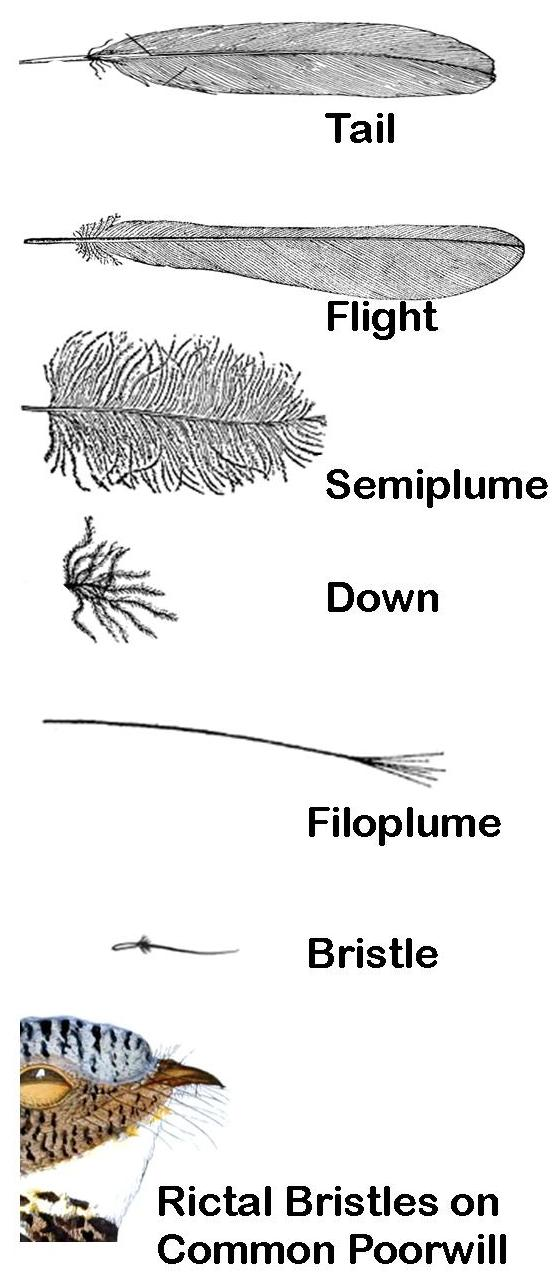 Tail
Flight
Semiplume
Down
Filoplume
Bristle
Rictal Bristles on
Common Poorwill